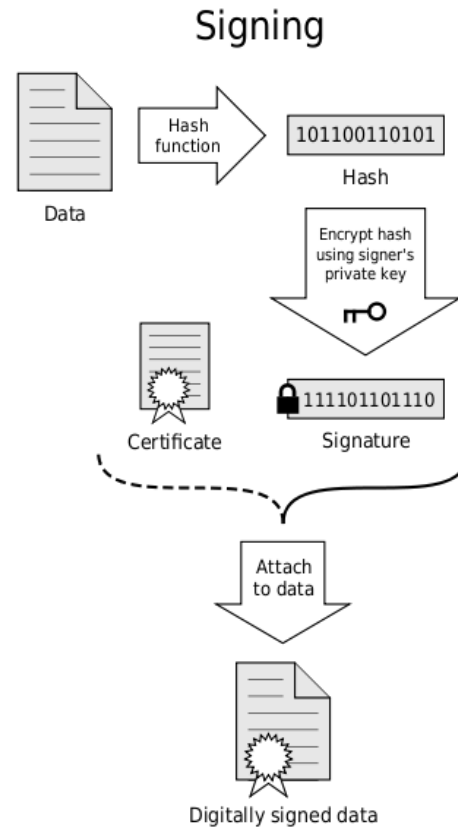 Signing
Hash
function
101100110101
Hash
Data
Encrypt hash
using signer's
private key
111101101110
Certificate
Signature
Attach
to data
Digitally signed data